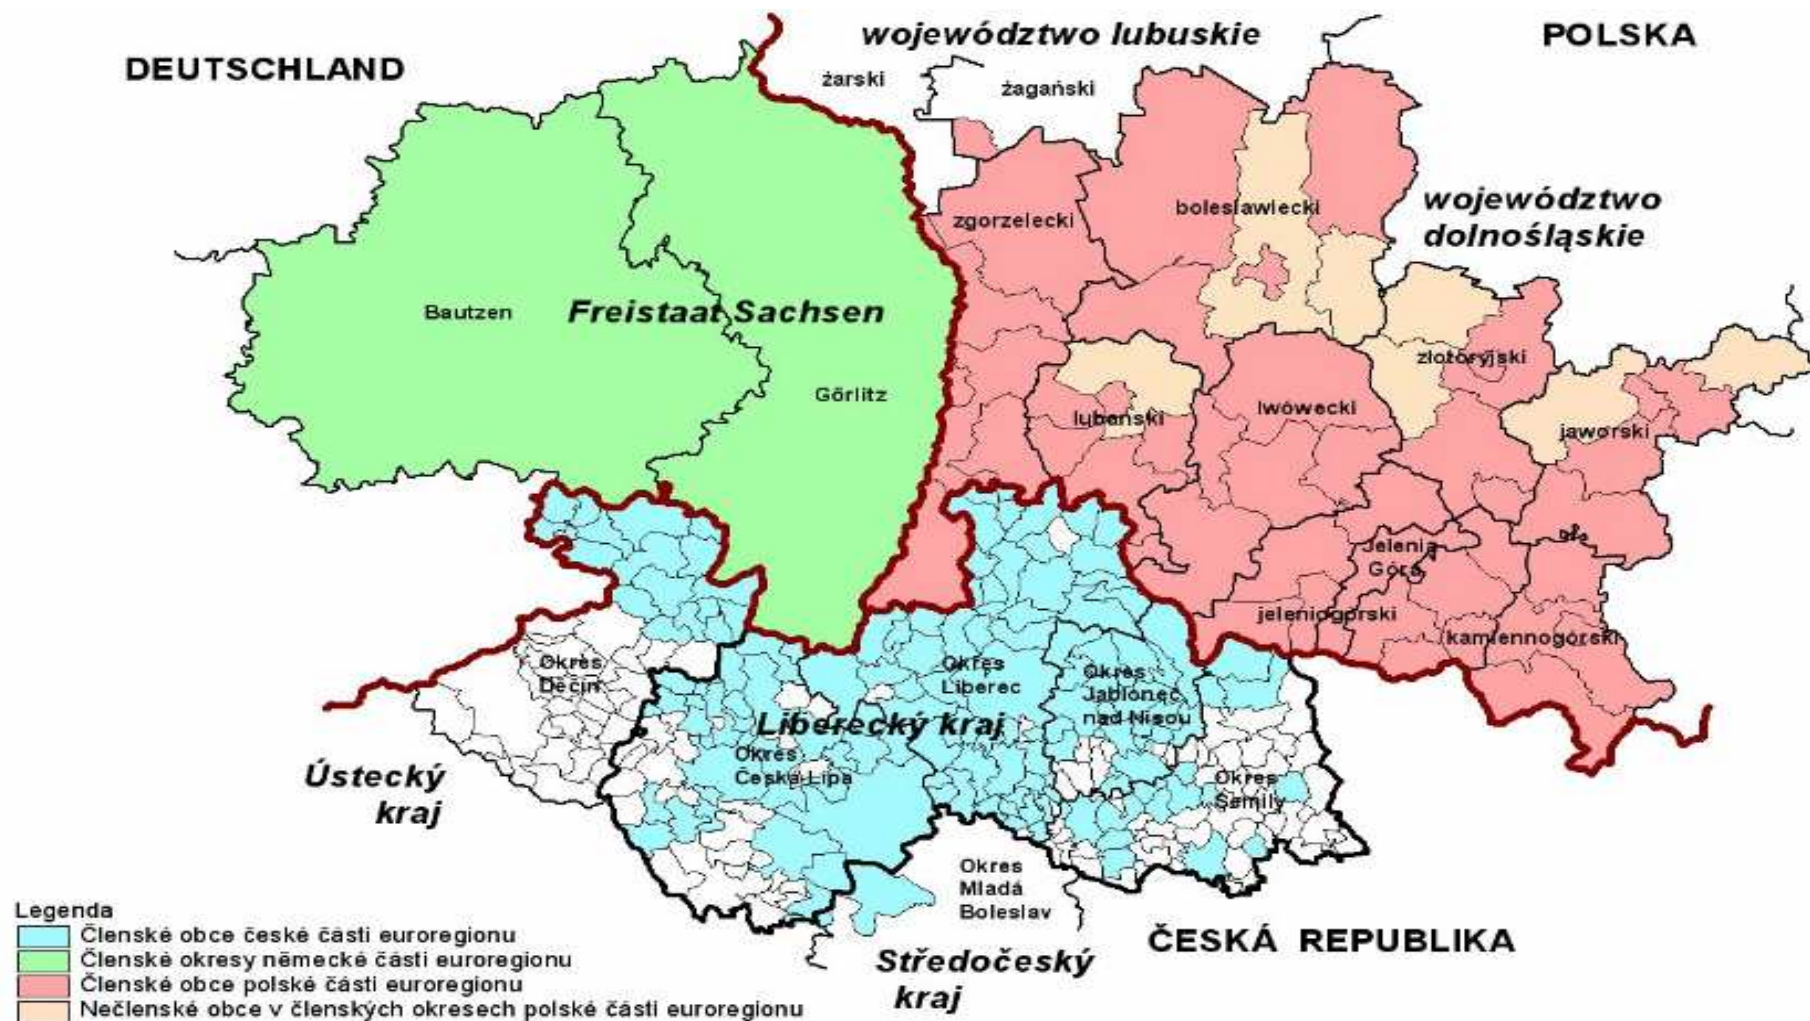 DEUTSCHLAND
województwo lubuskie
POLSKA
żarski
żagański
województwo
dolnośląskie
zgorzelecki
bolesławiecki
Bautzen
Freistaat Sachsen
Görlitz
złotoryjski
lubański
lwówecki
jaworski
Jelenia
Góra
jeleniogórski
kamiennogórski
Okres
Děčín
Okres
Liberec
Okres
Jablonec
nad Nisou
Liberecký kraj
Okres
Česká Lípa
Okres
Semily
Ústecký
kraj
Okres
Mladá
Boleslav
ČESKÁ REPUBLIKA
Středočeský
kraj
Legenda
Členské obce české části euroregionu
Členské okresy německé části euroregionu
Členské obce polské části euroregionu
Nečlenské obce v členských okresech polské části euroregionu